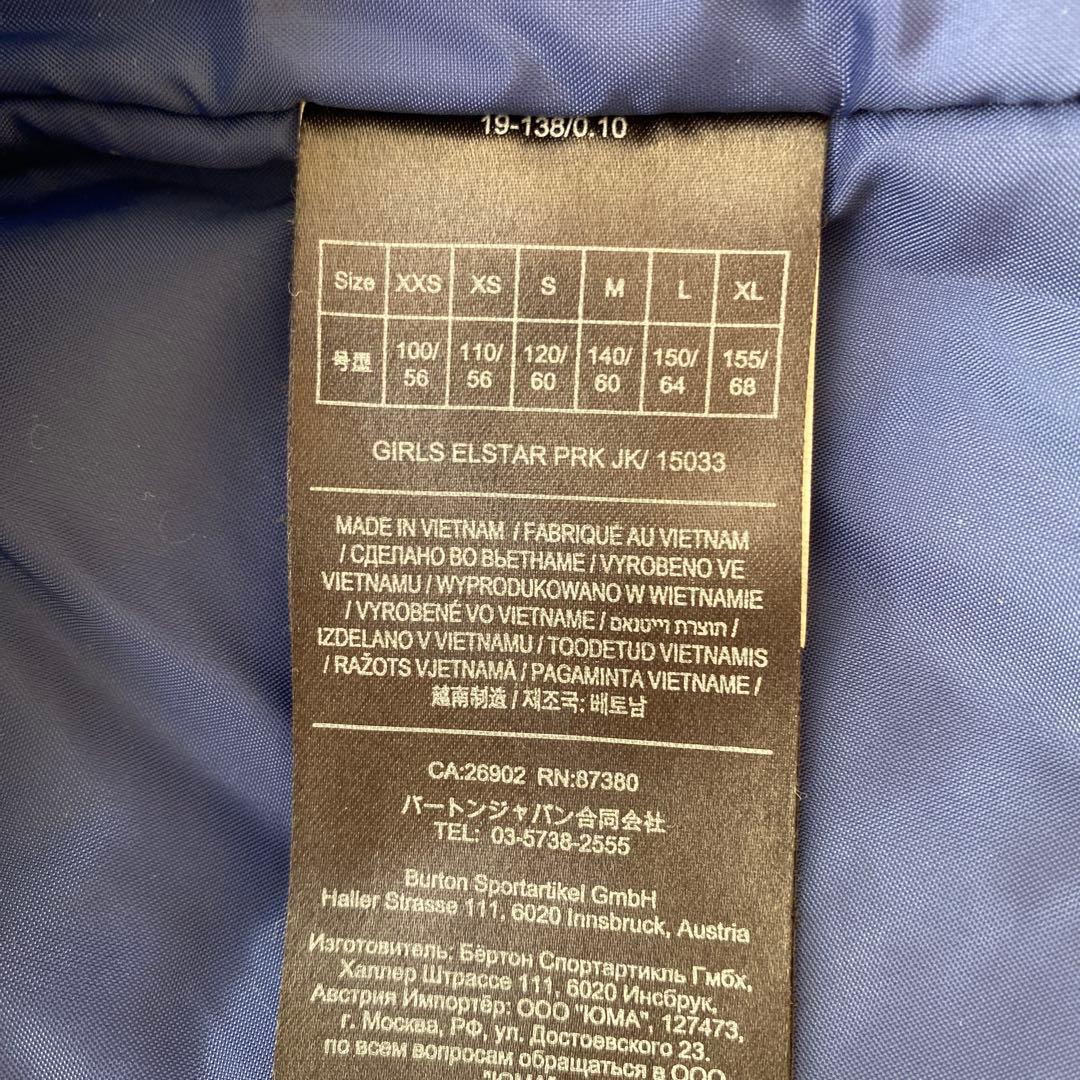 19-138/0.10
Size XXS XS S M L XL
号型 100/56 110/56 120/60 140/60 150/64 155/68
GIRLS ELSTAR PRK JK/ 15033
MADE IN VIETNAM / FABRIQUÉ AU VIETNAM
/ СДЕЛАНО ВО ВЬЕТНАМЕ / VYROBENO VE
VIETNAMU / WYPRODUKOWANO W WIETNAMIE
/ VYROBENÉ VO VIETNAME / תוצרת וייטנאם /
IZDELANO V VIETNAMU / TOODETUD VIETNAMIS
/ RAŽOTS VJETNAMĀ / PAGAMINTA VIETNAME /
越南制造 / 제조국: 베토남
CA:26902 RN:87380
バートンジャパン合同会社
TEL: 03-5738-2555
Burton Sportartikel GmbH
Haller Strasse 111, 6020 Innsbruck, Austria
Изготовитель: Бёртон Спортартикль Гмбх,
Халлер Штрассе 111, 6020 Инсбрук,
Австрия Импортёр: ООО "ЮМА", 127473,
г. Москва, РФ, ул. Достоевского 23.
по всем вопросам обращаться в ООО
"ЮМА"